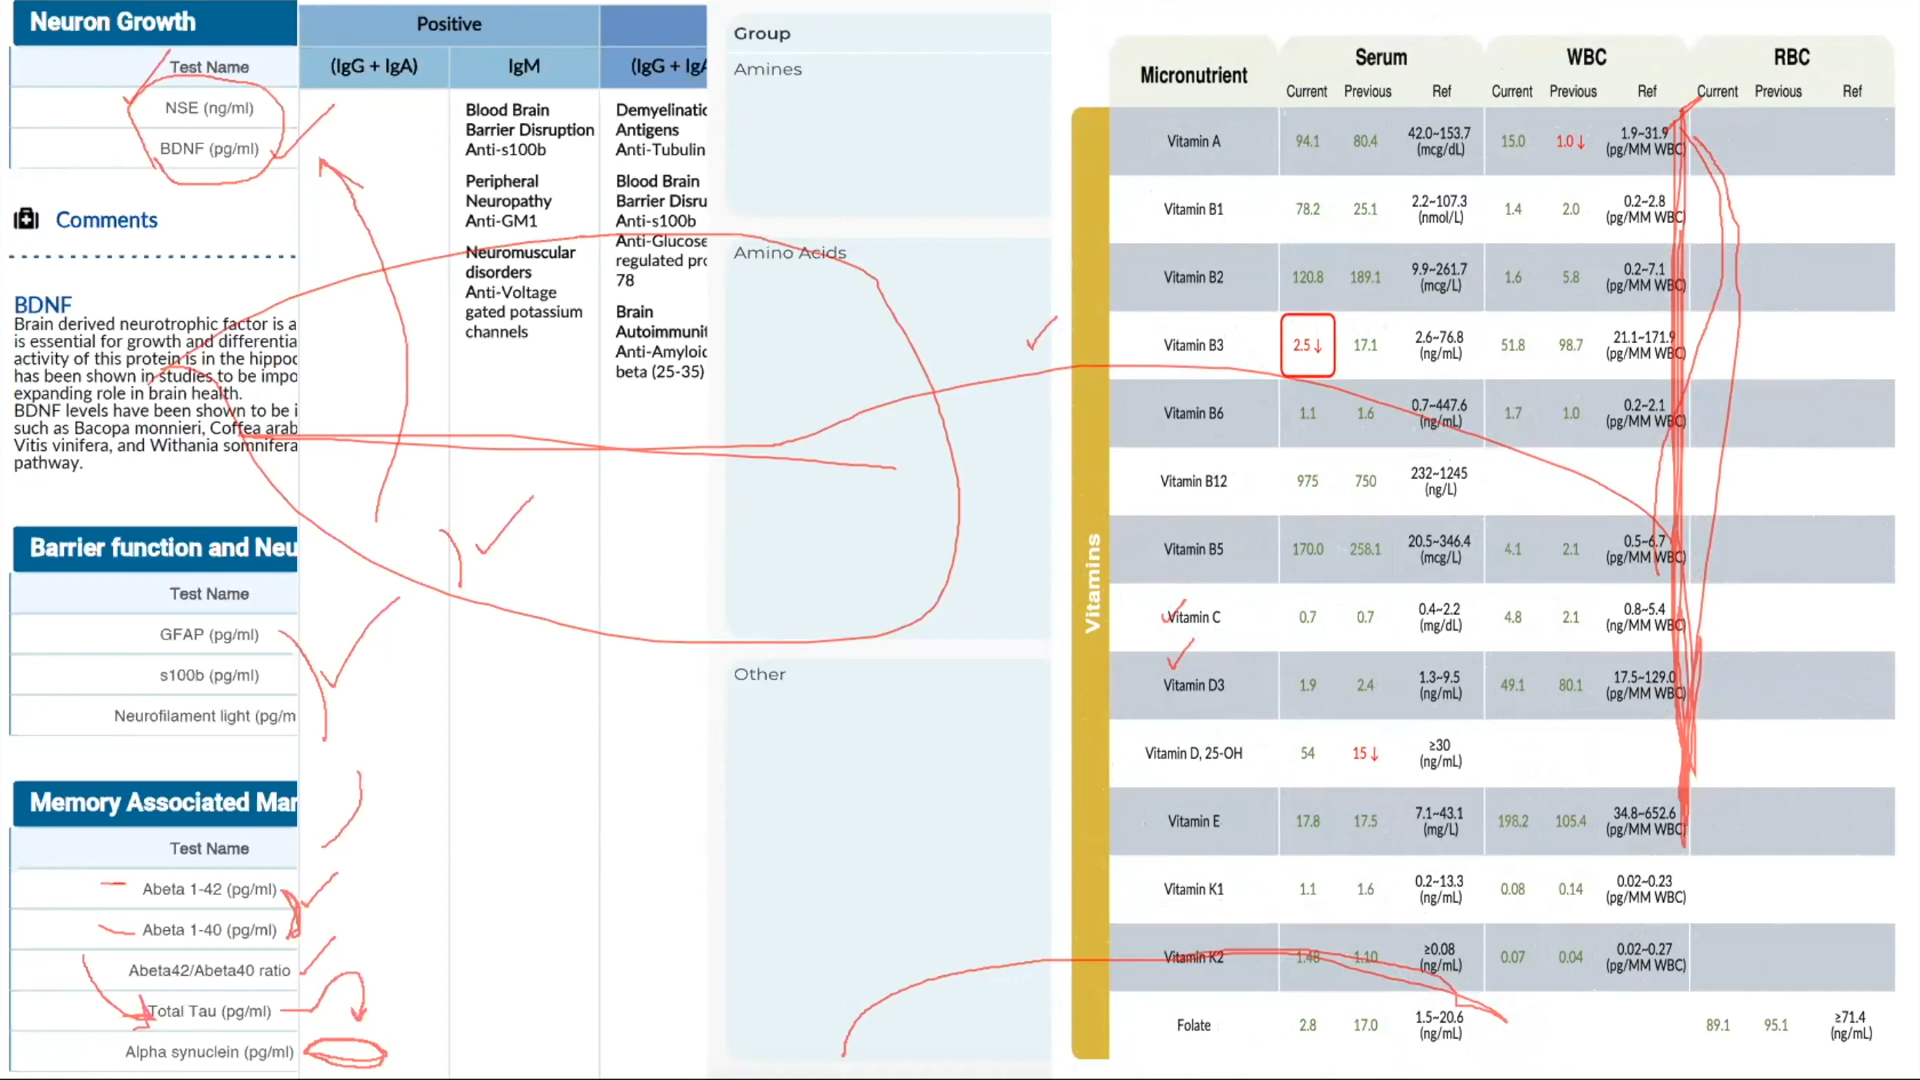 Neuron Growth
Test Name
NSE (ng/ml)
BDNF (pg/ml)
Comments
BDNF
Brain derived neurotrophic factor is a
is essential for growth and differentia
activity of this protein is in the hippoc
has been shown in studies to be impo
expanding role in brain health.
BDNF levels have been shown to be i
such as Bacopa monnieri, Coffea arab
Vitis vinifera, and Withania somnifera
pathway.
Barrier function and Neu
Test Name
GFAP (pg/ml)
s100b (pg/ml)
Neurofilament light (pg/m
Memory Associated Mar
Test Name
Abeta 1-42 (pg/ml)
Abeta 1-40 (pg/ml)
Abeta42/Abeta40 ratio
Total Tau (pg/ml)
Alpha synuclein (pg/ml)
Positive
(IgG + IgA) IgM (IgG + IgA
Blood Brain
Barrier Disruption
Anti-s100b
Peripheral
Neuropathy
Anti-GM1
Neuromuscular
disorders
Anti-Voltage
gated potassium
channels
Demyelinatic
Antigens
Anti-Tubulin
Blood Brain
Barrier Disru
Anti-s100b
Anti-Glucose
regulated pro
78
Brain
Autoimmunit
Anti-Amyloid
beta (25-35)
Group
Amines
Amino Acids
Other
Micronutrient Serum WBC RBC
Current Previous Ref Current Previous Ref Current Previous Ref
Vitamins
Vitamin A 94.1 80.4 42.0~153.7 (mcg/dL) 15.0 1.0 ↓ 1.9~31.9 (pg/MM WBC)
Vitamin B1 78.2 25.1 2.2~107.3 (nmol/L) 1.4 2.0 0.2~2.8 (pg/MM WBC)
Vitamin B2 120.8 189.1 9.9~261.7 (mcg/L) 1.6 5.8 0.2~7.1 (pg/MM WBC)
Vitamin B3 2.5 ↓ 17.1 2.6~76.8 (ng/mL) 51.8 98.7 21.1~171.9 (pg/MM WBC)
Vitamin B6 1.1 1.6 0.7~447.6 (ng/mL) 1.7 1.0 0.2~2.1 (pg/MM WBC)
Vitamin B12 975 750 232~1245 (ng/L)
Vitamin B5 170.0 258.1 20.5~346.4 (mcg/L) 4.1 2.1 0.5~6.7 (pg/MM WBC)
Vitamin C 0.7 0.7 0.4~2.2 (mg/dL) 4.8 2.1 0.8~5.4 (ng/MM WBC)
Vitamin D3 1.9 2.4 1.3~9.5 (ng/mL) 49.1 80.1 17.5~129.0 (pg/MM WBC)
Vitamin D, 25-OH 54 15 ↓ ≥30 (ng/mL)
Vitamin E 17.8 17.5 7.1~43.1 (mg/L) 198.2 105.4 34.8~652.6 (pg/MM WBC)
Vitamin K1 1.1 1.6 0.2~13.3 (ng/mL) 0.08 0.14 0.02~0.23 (pg/MM WBC)
Vitamin K2 1.48 1.10 ≥0.08 (ng/mL) 0.07 0.04 0.02~0.27 (pg/MM WBC)
Folate 2.8 17.0 1.5~20.6 (ng/mL) 89.1 95.1 ≥71.4 (ng/mL)